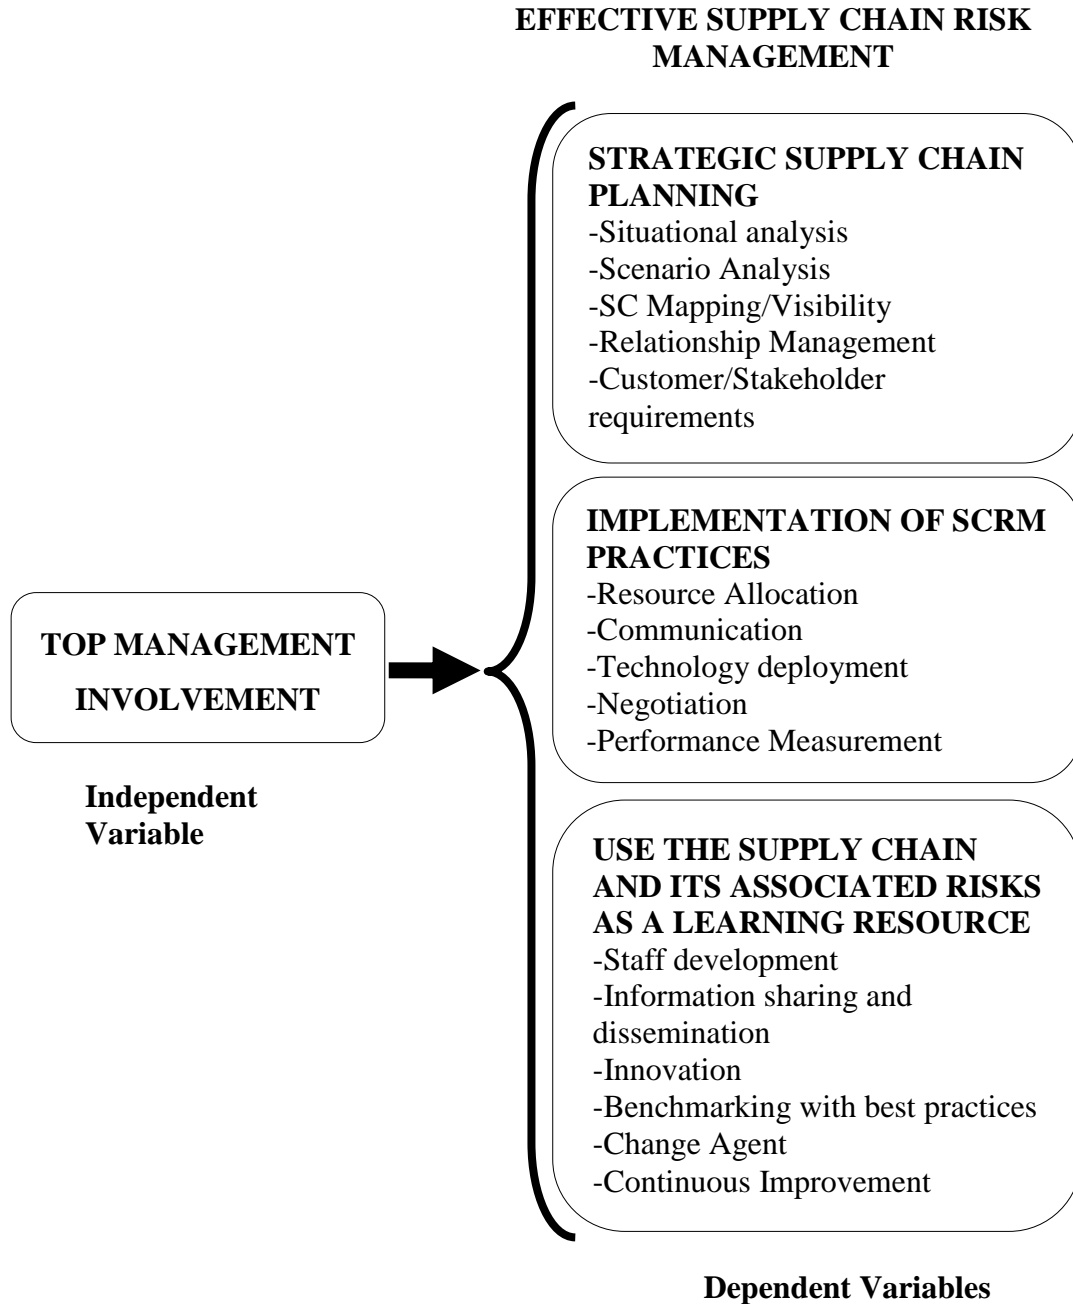 EFFECTIVE SUPPLY CHAIN RISK
MANAGEMENT
STRATEGIC SUPPLY CHAIN
PLANNING
-Situational analysis
-Scenario Analysis
-SC Mapping/Visibility
-Relationship Management
-Customer/Stakeholder
requirements
IMPLEMENTATION OF SCRM
PRACTICES
-Resource Allocation
-Communication
-Technology deployment
-Negotiation
-Performance Measurement
TOP MANAGEMENT
INVOLVEMENT
Independent
Variable
USE THE SUPPLY CHAIN
AND ITS ASSOCIATED RISKS
AS A LEARNING RESOURCE
-Staff development
-Information sharing and
dissemination
-Innovation
-Benchmarking with best practices
-Change Agent
-Continuous Improvement
Dependent Variables